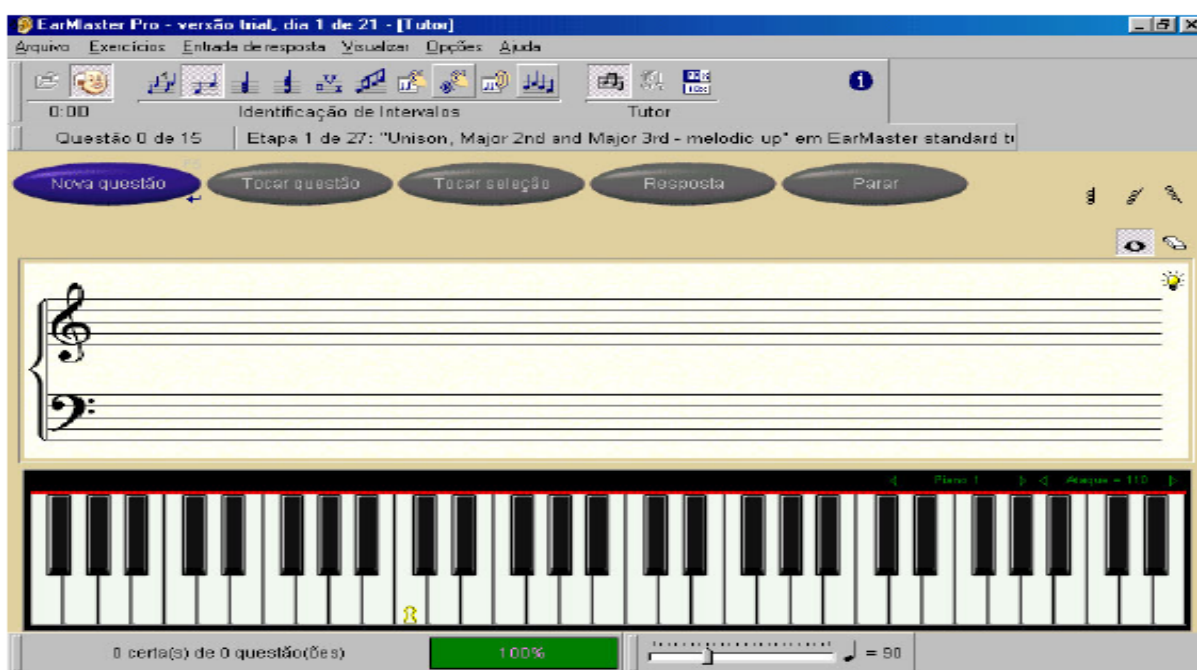 EarMaster Pro - versão trial, dia 1 de 21 - [Tutor]
Arquivo Exercícios Entrada de resposta Visualizar Opções Ajuda
0:00 Identificação de Intervalos Tutor
Questão 0 de 15 Etapa 1 de 27: "Unison, Major 2nd and Major 3rd - melodic up" em EarMaster standard tu
Nova questão Tocar questão Tocar seleção Resposta Parar
Piano 1 Ataque = 110
0 certa(s) de 0 questão(ões) 100% = 90